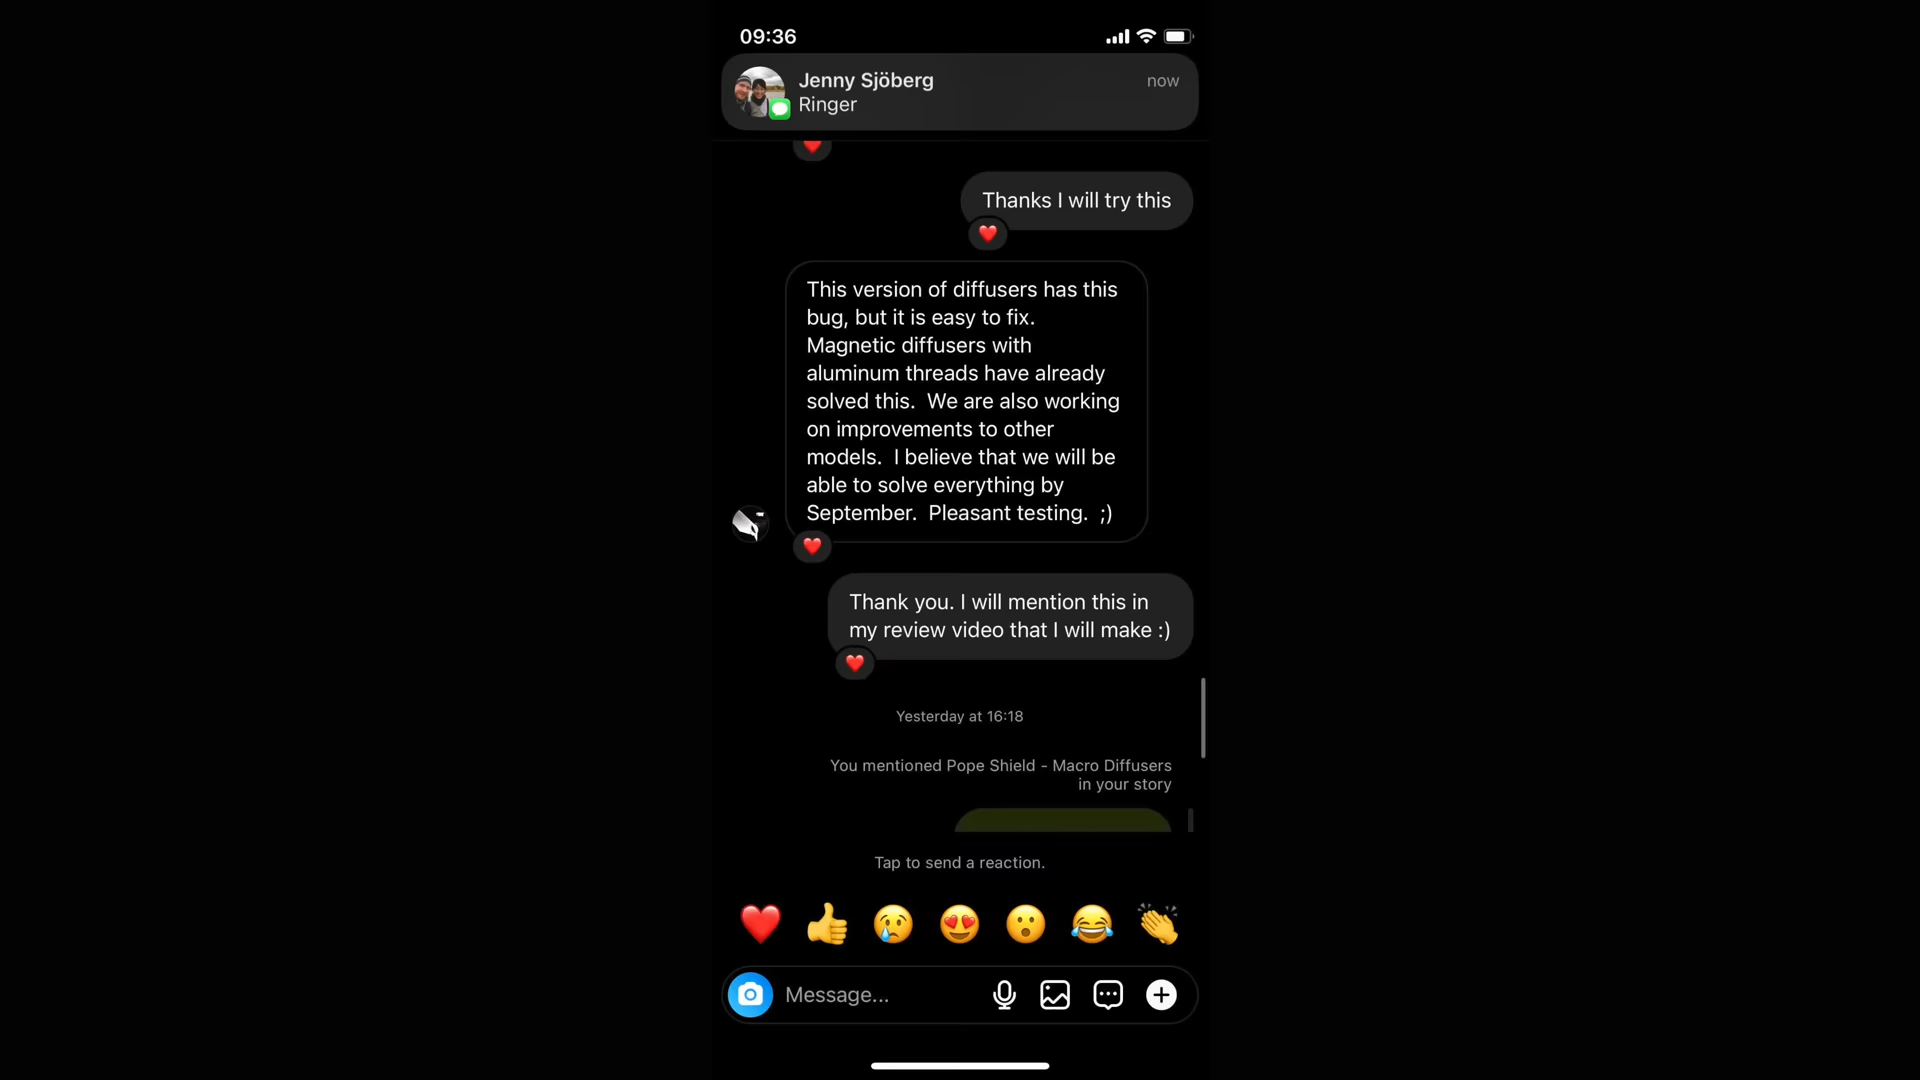 09:36
Jenny Sjöberg
now
Ringer
Thanks I will try this
This version of diffusers has this
bug, but it is easy to fix.
Magnetic diffusers with
aluminum threads have already
solved this.  We are also working
on improvements to other
models.  I believe that we will be
able to solve everything by
September.  Pleasant testing.  ;)
Thank you. I will mention this in
my review video that I will make :)
Yesterday at 16:18
You mentioned Pope Shield - Macro Diffusers
in your story
Tap to send a reaction.
Message...